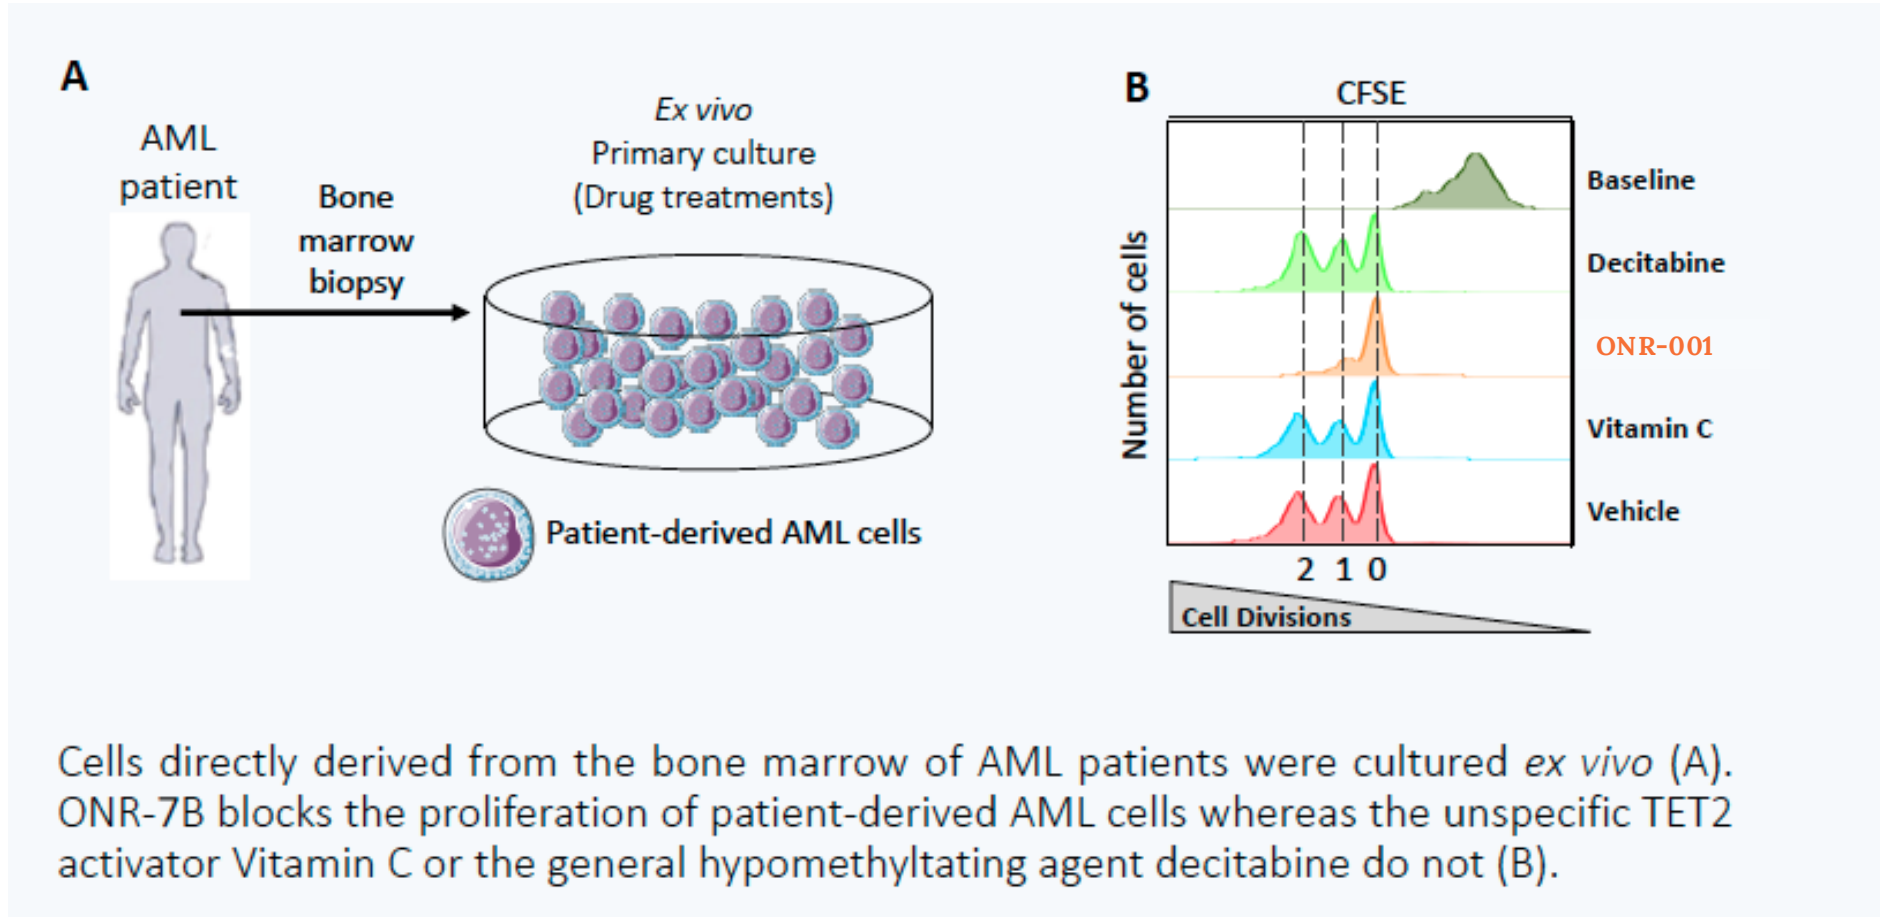 A
AML
patient
Bone
marrow
biopsy
Ex vivo
Primary culture
(Drug treatments)
Patient-derived AML cells
B
CFSE
Number of cells
Baseline
Decitabine
ONR-001
Vitamin C
Vehicle
2 1 0
Cell Divisions
Cells directly derived from the bone marrow of AML patients were cultured ex vivo (A).
ONR-7B blocks the proliferation of patient-derived AML cells whereas the unspecific TET2
activator Vitamin C or the general hypomethyltating agent decitabine do not (B).